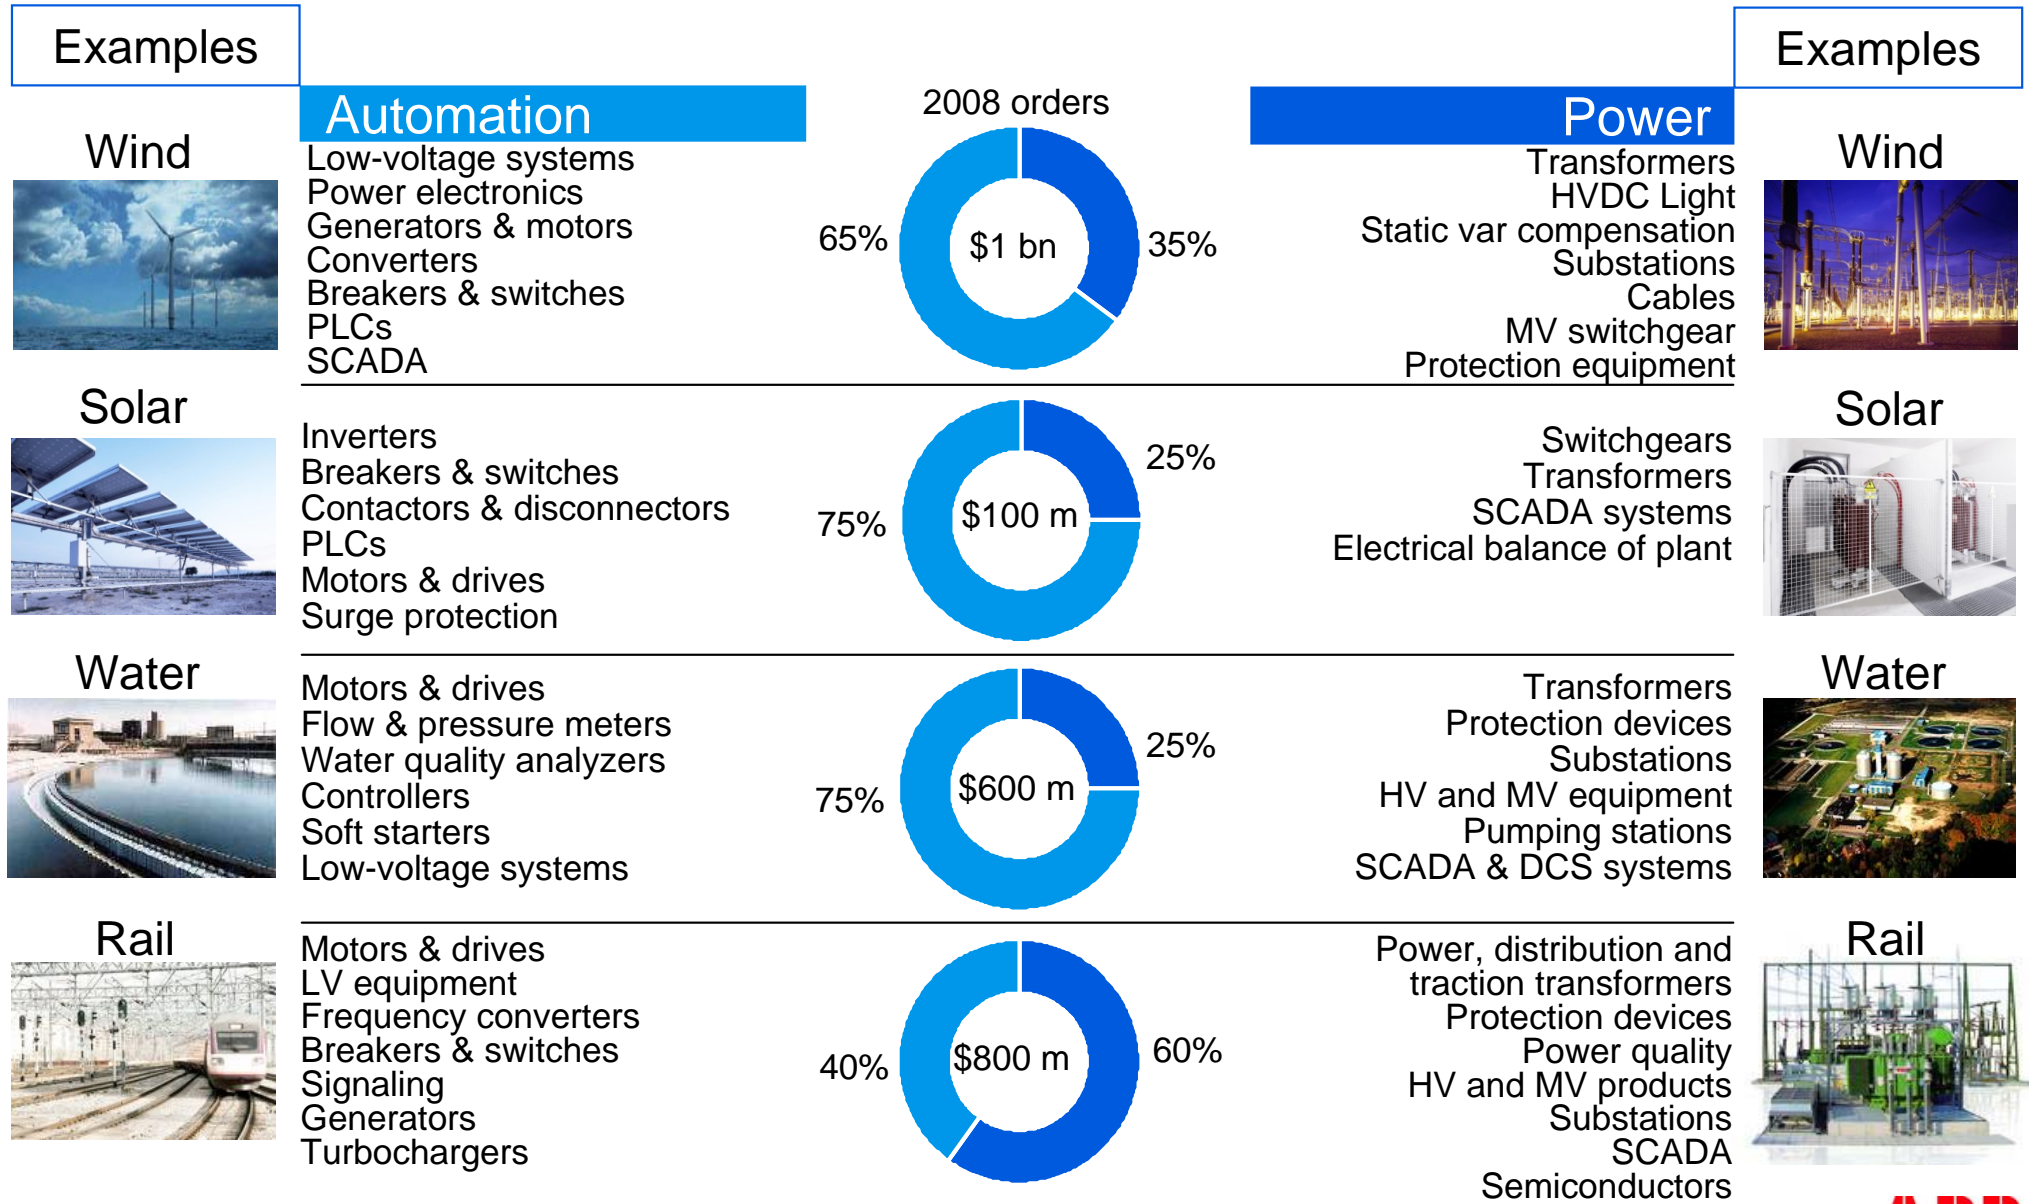 Examples
Examples
Automation
2008 orders
Power
Wind
Low-voltage systems
Power electronics
Generators & motors
Converters
Breakers & switches
PLCs
SCADA
65%
$1 bn
35%
Transformers
HVDC Light
Static var compensation
Substations
Cables
MV switchgear
Protection equipment
Wind
Solar
Inverters
Breakers & switches
Contactors & disconnectors
PLCs
Motors & drives
Surge protection
75%
$100 m
25%
Switchgears
Transformers
SCADA systems
Electrical balance of plant
Solar
Water
Motors & drives
Flow & pressure meters
Water quality analyzers
Controllers
Soft starters
Low-voltage systems
75%
$600 m
25%
Transformers
Protection devices
Substations
HV and MV equipment
Pumping stations
SCADA & DCS systems
Water
Rail
Motors & drives
LV equipment
Frequency converters
Breakers & switches
Signaling
Generators
Turbochargers
40%
$800 m
60%
Power, distribution and
traction transformers
Protection devices
Power quality
HV and MV products
Substations
SCADA
Semiconductors
Rail